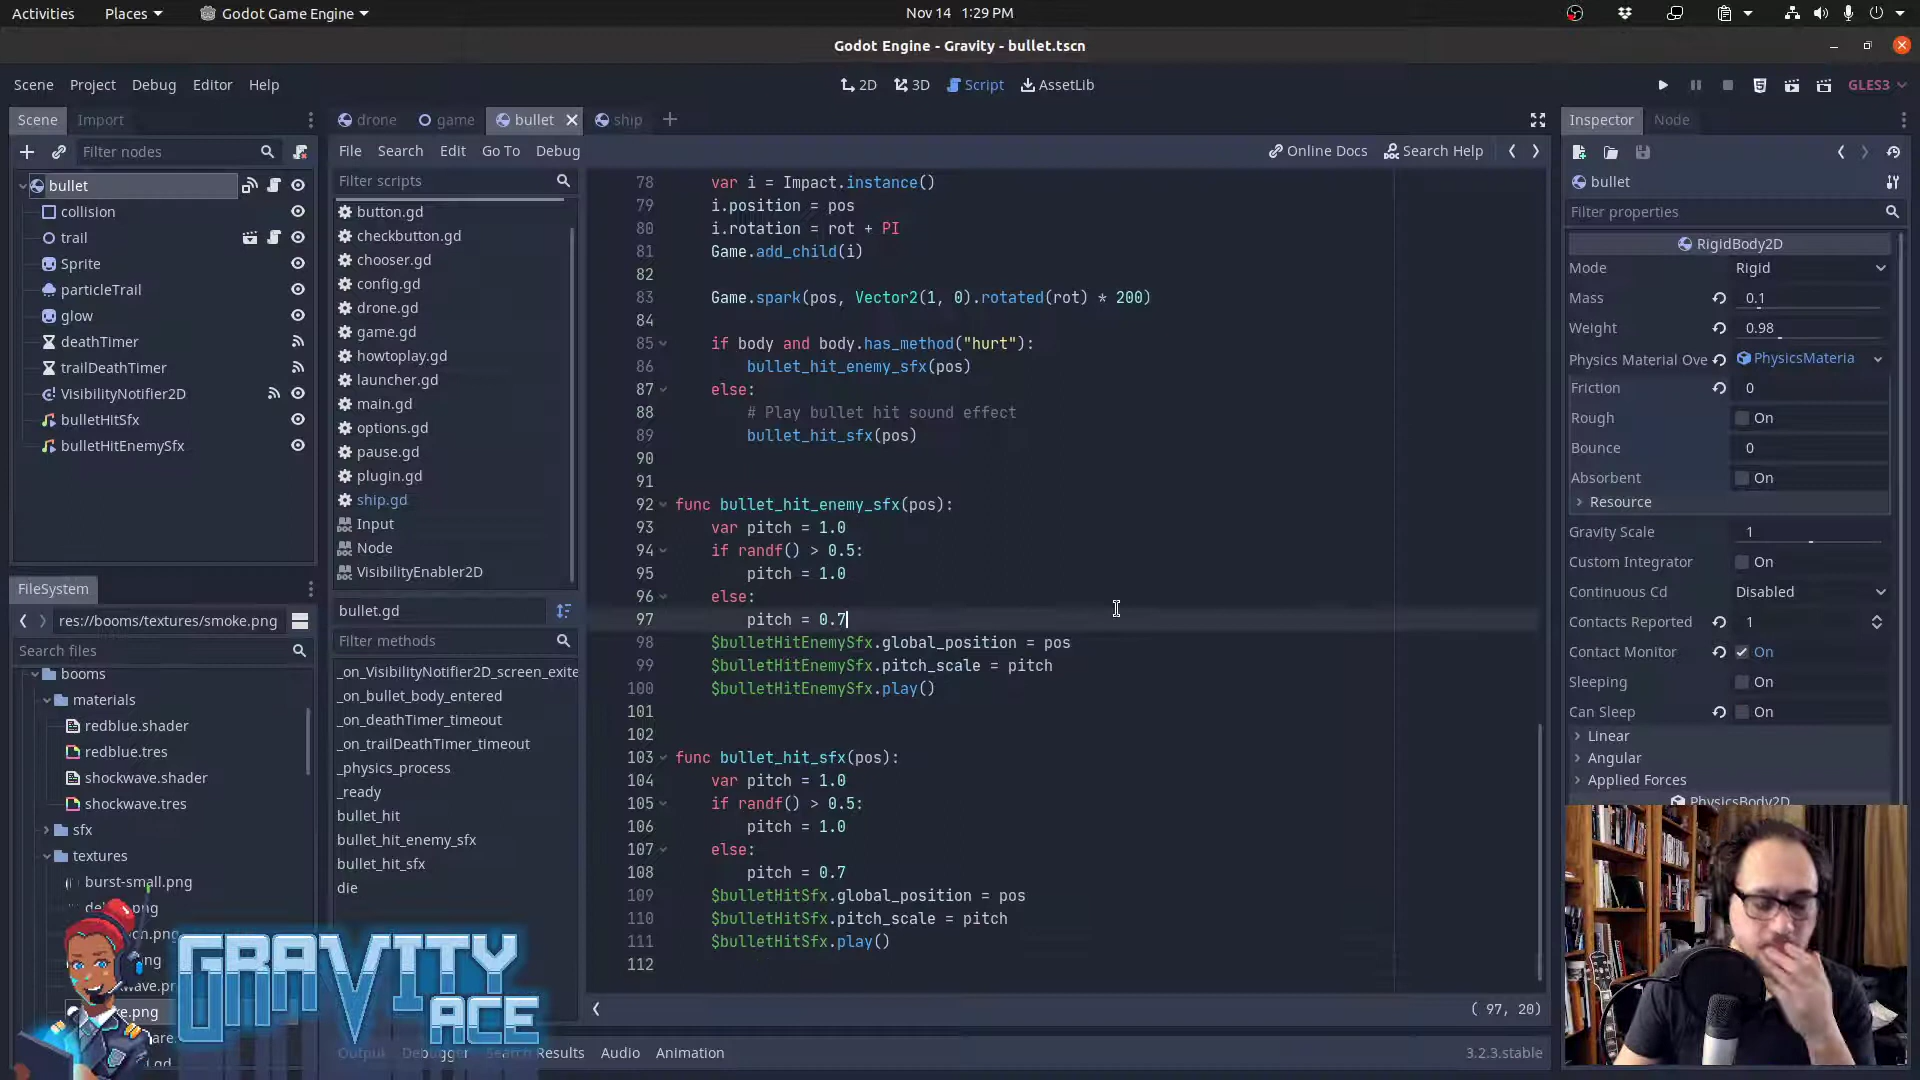 Activities
Places
Godot Game Engine
Nov 14 1:29 PM
Godot Engine - Gravity - bullet.tscn
Scene Project Debug Editor Help
2D 3D Script AssetLib
GLES3
Scene Import
Filter nodes
bullet
collision
trail
Sprite
particleTrail
glow
deathTimer
trailDeathTimer
VisibilityNotifier2D
bulletHitSfx
bulletHitEnemySfx
FileSystem
res://booms/textures/smoke.png
Search files
booms
materials
redblue.shader
redblue.tres
shockwave.shader
shockwave.tres
sfx
textures
burst-small.png
GRAVITY
ACE
drone game bullet ship
File Search Edit Go To Debug
Online Docs Search Help
Filter scripts
button.gd
checkbutton.gd
chooser.gd
config.gd
drone.gd
game.gd
howtoplay.gd
launcher.gd
main.gd
options.gd
pause.gd
plugin.gd
ship.gd
Input
Node
VisibilityEnabler2D
bullet.gd
Filter methods
_on_VisibilityNotifier2D_screen_exite
_on_bullet_body_entered
_on_deathTimer_timeout
_on_trailDeathTimer_timeout
_physics_process
_ready
bullet_hit
bullet_hit_enemy_sfx
bullet_hit_sfx
die
78 var i = Impact.instance()
79 i.position = pos
80 i.rotation = rot + PI
81 Game.add_child(i)
82
83 Game.spark(pos, Vector2(1, 0).rotated(rot) * 200)
84
85 if body and body.has_method("hurt"):
86 bullet_hit_enemy_sfx(pos)
87 else:
88 # Play bullet hit sound effect
89 bullet_hit_sfx(pos)
90
91
92 func bullet_hit_enemy_sfx(pos):
93 var pitch = 1.0
94 if randf() > 0.5:
95 pitch = 1.0
96 else:
97 pitch = 0.7
98 $bulletHitEnemySfx.global_position = pos
99 $bulletHitEnemySfx.pitch_scale = pitch
100 $bulletHitEnemySfx.play()
101
102
103 func bullet_hit_sfx(pos):
104 var pitch = 1.0
105 if randf() > 0.5:
106 pitch = 1.0
107 else:
108 pitch = 0.7
109 $bulletHitSfx.global_position = pos
110 $bulletHitSfx.pitch_scale = pitch
111 $bulletHitSfx.play()
112
( 97, 20)
Output Debugger Search Results Audio Animation
3.2.3.stable
Inspector Node
bullet
Filter properties
RigidBody2D
Mode Rigid
Mass 0.1
Weight 0.98
Physics Material Ove PhysicsMateria
Friction 0
Rough On
Bounce 0
Absorbent On
Resource
Gravity Scale 1
Custom Integrator On
Continuous Cd Disabled
Contacts Reported 1
Contact Monitor On
Sleeping On
Can Sleep On
Linear
Angular
Applied Forces
PhysicsBody2D